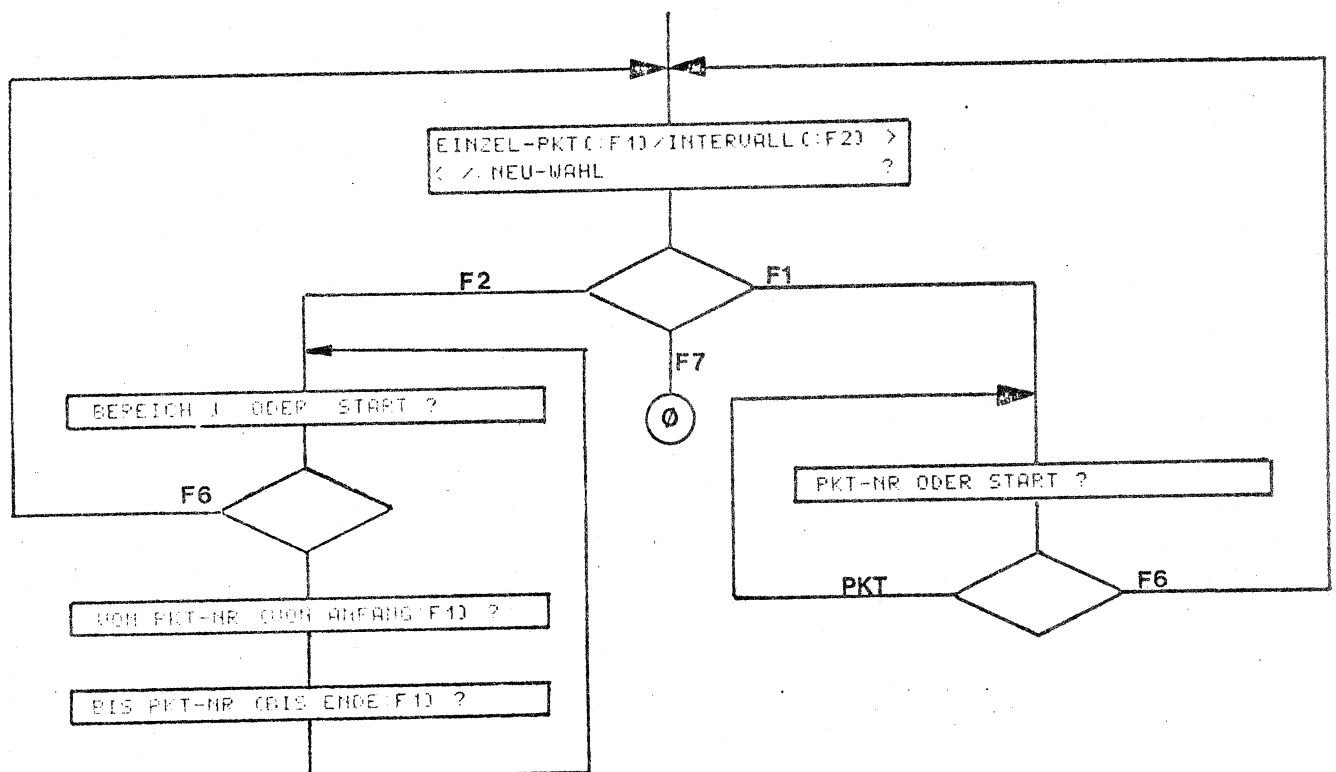 EINZEL-PKT(:F1)/INTERVALL(:F2) >
< /. NEU-WAHL ?
F2
F1
F7
Ø
BEREICH J ODER START ?
F6
PKT-NR ODER START ?
PKT
F6
VON PKT-NR (VON ANFANG:F1) ?
BIS PKT-NR (BIS ENDE:F1) ?